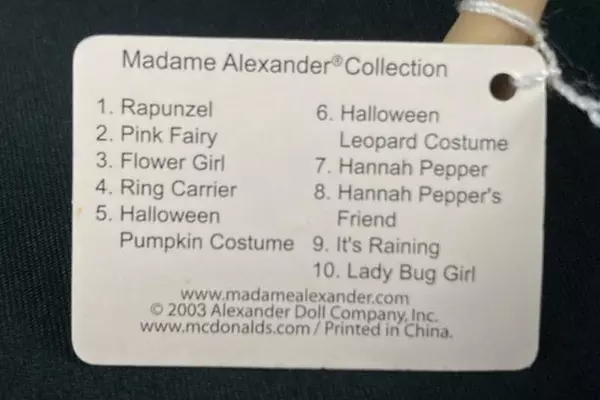 Madame Alexander® Collection
1. Rapunzel
2. Pink Fairy
3. Flower Girl
4. Ring Carrier
5. Halloween
Pumpkin Costume
6. Halloween
Leopard Costume
7. Hannah Pepper
8. Hannah Pepper's
Friend
9. It's Raining
10. Lady Bug Girl
www.madamealexander.com
© 2003 Alexander Doll Company, Inc.
www.mcdonalds.com / Printed in China.